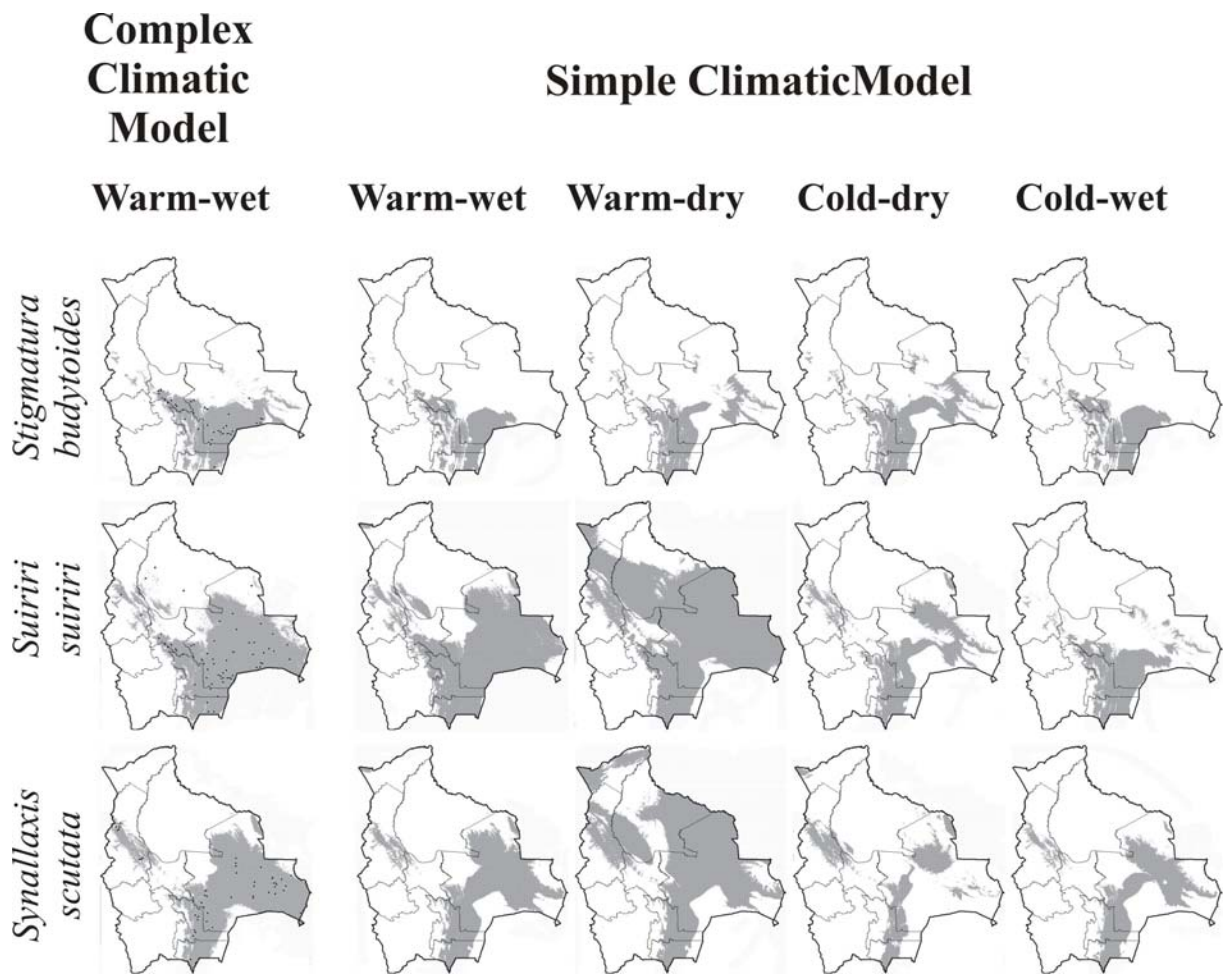 Complex
Climatic
Model
Simple ClimaticModel
Warm-wet
Warm-wet
Warm-dry
Cold-dry
Cold-wet
Stigmatura
budytoides
Suiriri
suiriri
Synallaxis
scutata